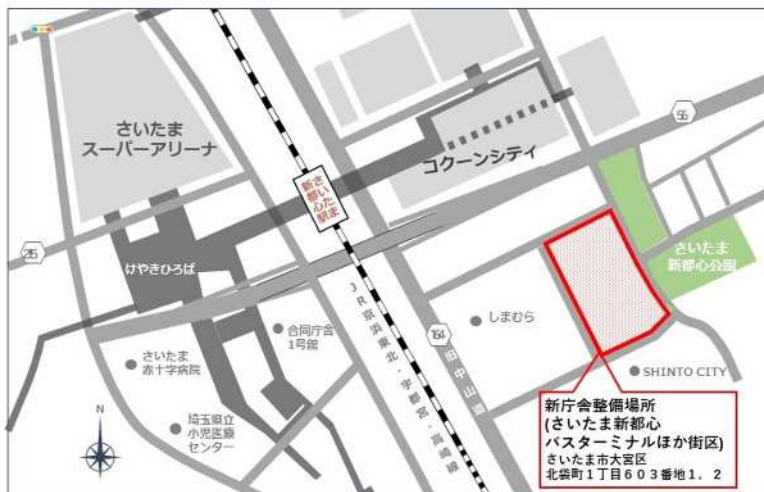 さいたま
スーパーアリーナ
コクーンシティ
さいたま
新都心駅
けやきひろば
さいたま
新都心公園
しまむら
合同庁舎
1号館
さいたま
赤十字病院
埼玉県立
小児医療
センター
JR京浜東北・宇都宮・高崎線
旧中山道
SHINTO CITY
N
新庁舎整備場所
(さいたま新都心
バスターミナルほか街区)
さいたま市大宮区
北袋町1丁目603番地1．2